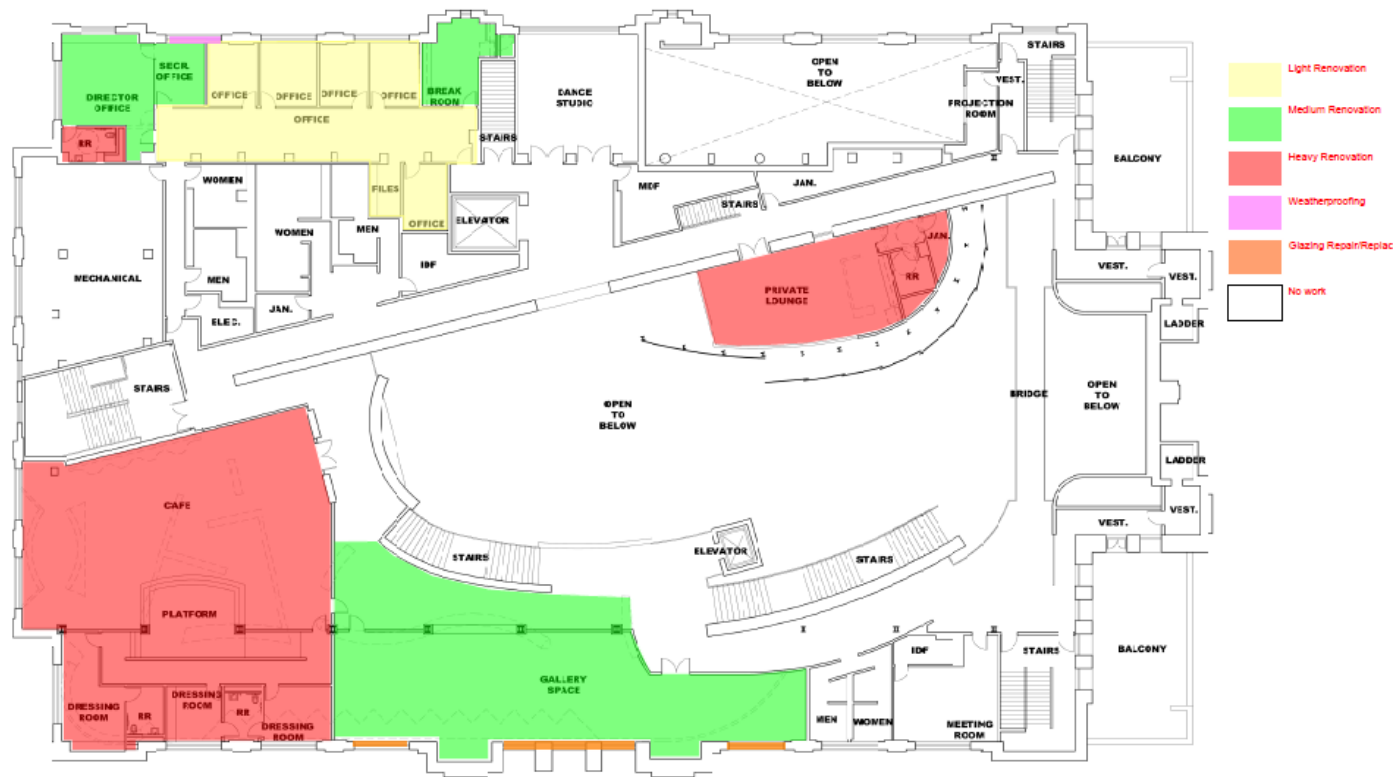 STAIRS
Light Renovation
SECR.
OFFICE
OPEN
TO
BELOW
VEST.
DIRECTOR
OFFICE
OFFICE
OFFICE
OFFICE
OFFICE
BREAK
ROOM
DANCE
STUDIO
PROJECTION
ROOM
Medium Renovation
OFFICE
STAIRS
RR
BALCONY
Heavy Renovation
WOMEN
FILES
MDF
JAN.
STAIRS
Weatherproofing
WOMEN
MEN
OFFICE
ELEVATOR
JAN.
Glazing Repair/Replac
MECHANICAL
MEN
IDF
RR
VEST.
VEST.
PRIVATE
LOUNGE
No work
JAN.
ELEC.
LADDER
STAIRS
OPEN
TO
BELOW
BRIDGE
OPEN
TO
BELOW
LADDER
CAFE
VEST.
VEST.
STAIRS
ELEVATOR
STAIRS
PLATFORM
IDF
STAIRS
BALCONY
GALLERY
SPACE
DRESSING
ROOM
DRESSING
ROOM
RR
RR
DRESSING
ROOM
MEN
WOMEN
MEETING
ROOM